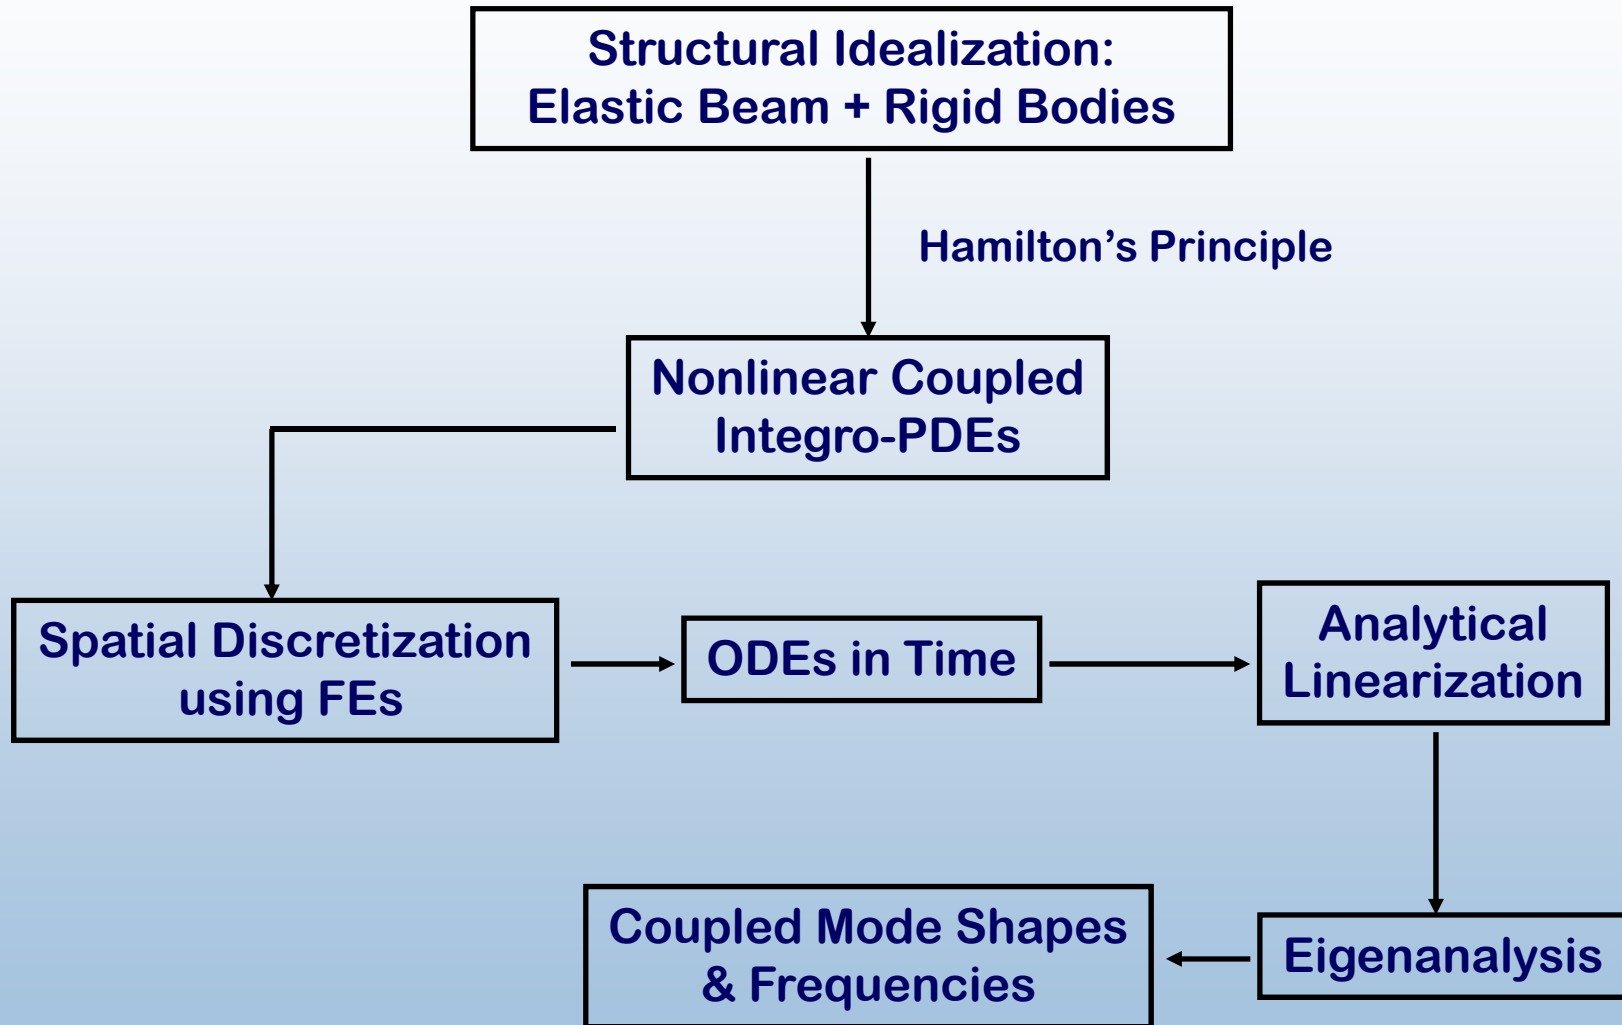 Structural Idealization:
Elastic Beam + Rigid Bodies
Hamilton’s Principle
Nonlinear Coupled
Integro-PDEs
Spatial Discretization
using FEs
ODEs in Time
Analytical
Linearization
Eigenanalysis
Coupled Mode Shapes
& Frequencies